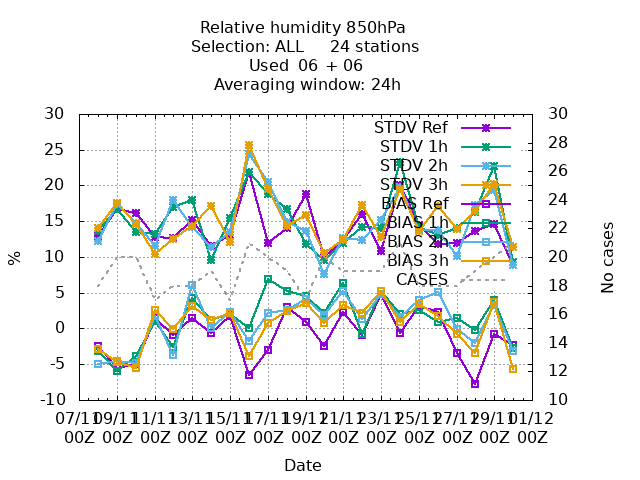 Relative humidity 850hPa
Selection: ALL     24 stations
Used  06 + 06
Averaging window: 24h
30 30
STDV Ref
28
STDV 1h
25 26
STDV 2h
STDV 3h
20 24
BIAS Ref
15 22
BIAS 1h
BIAS 2h
10 20
BIAS 3h
CASES
5 18
0 16
-5 14
12
-10 10
07/11 09/11 11/11 13/11 15/11 17/11 19/11 21/11 23/11 25/11 27/11 29/11 01/12
00Z 00Z 00Z 00Z 00Z 00Z 00Z 00Z 00Z 00Z 00Z 00Z 00Z
Date
%
No cases